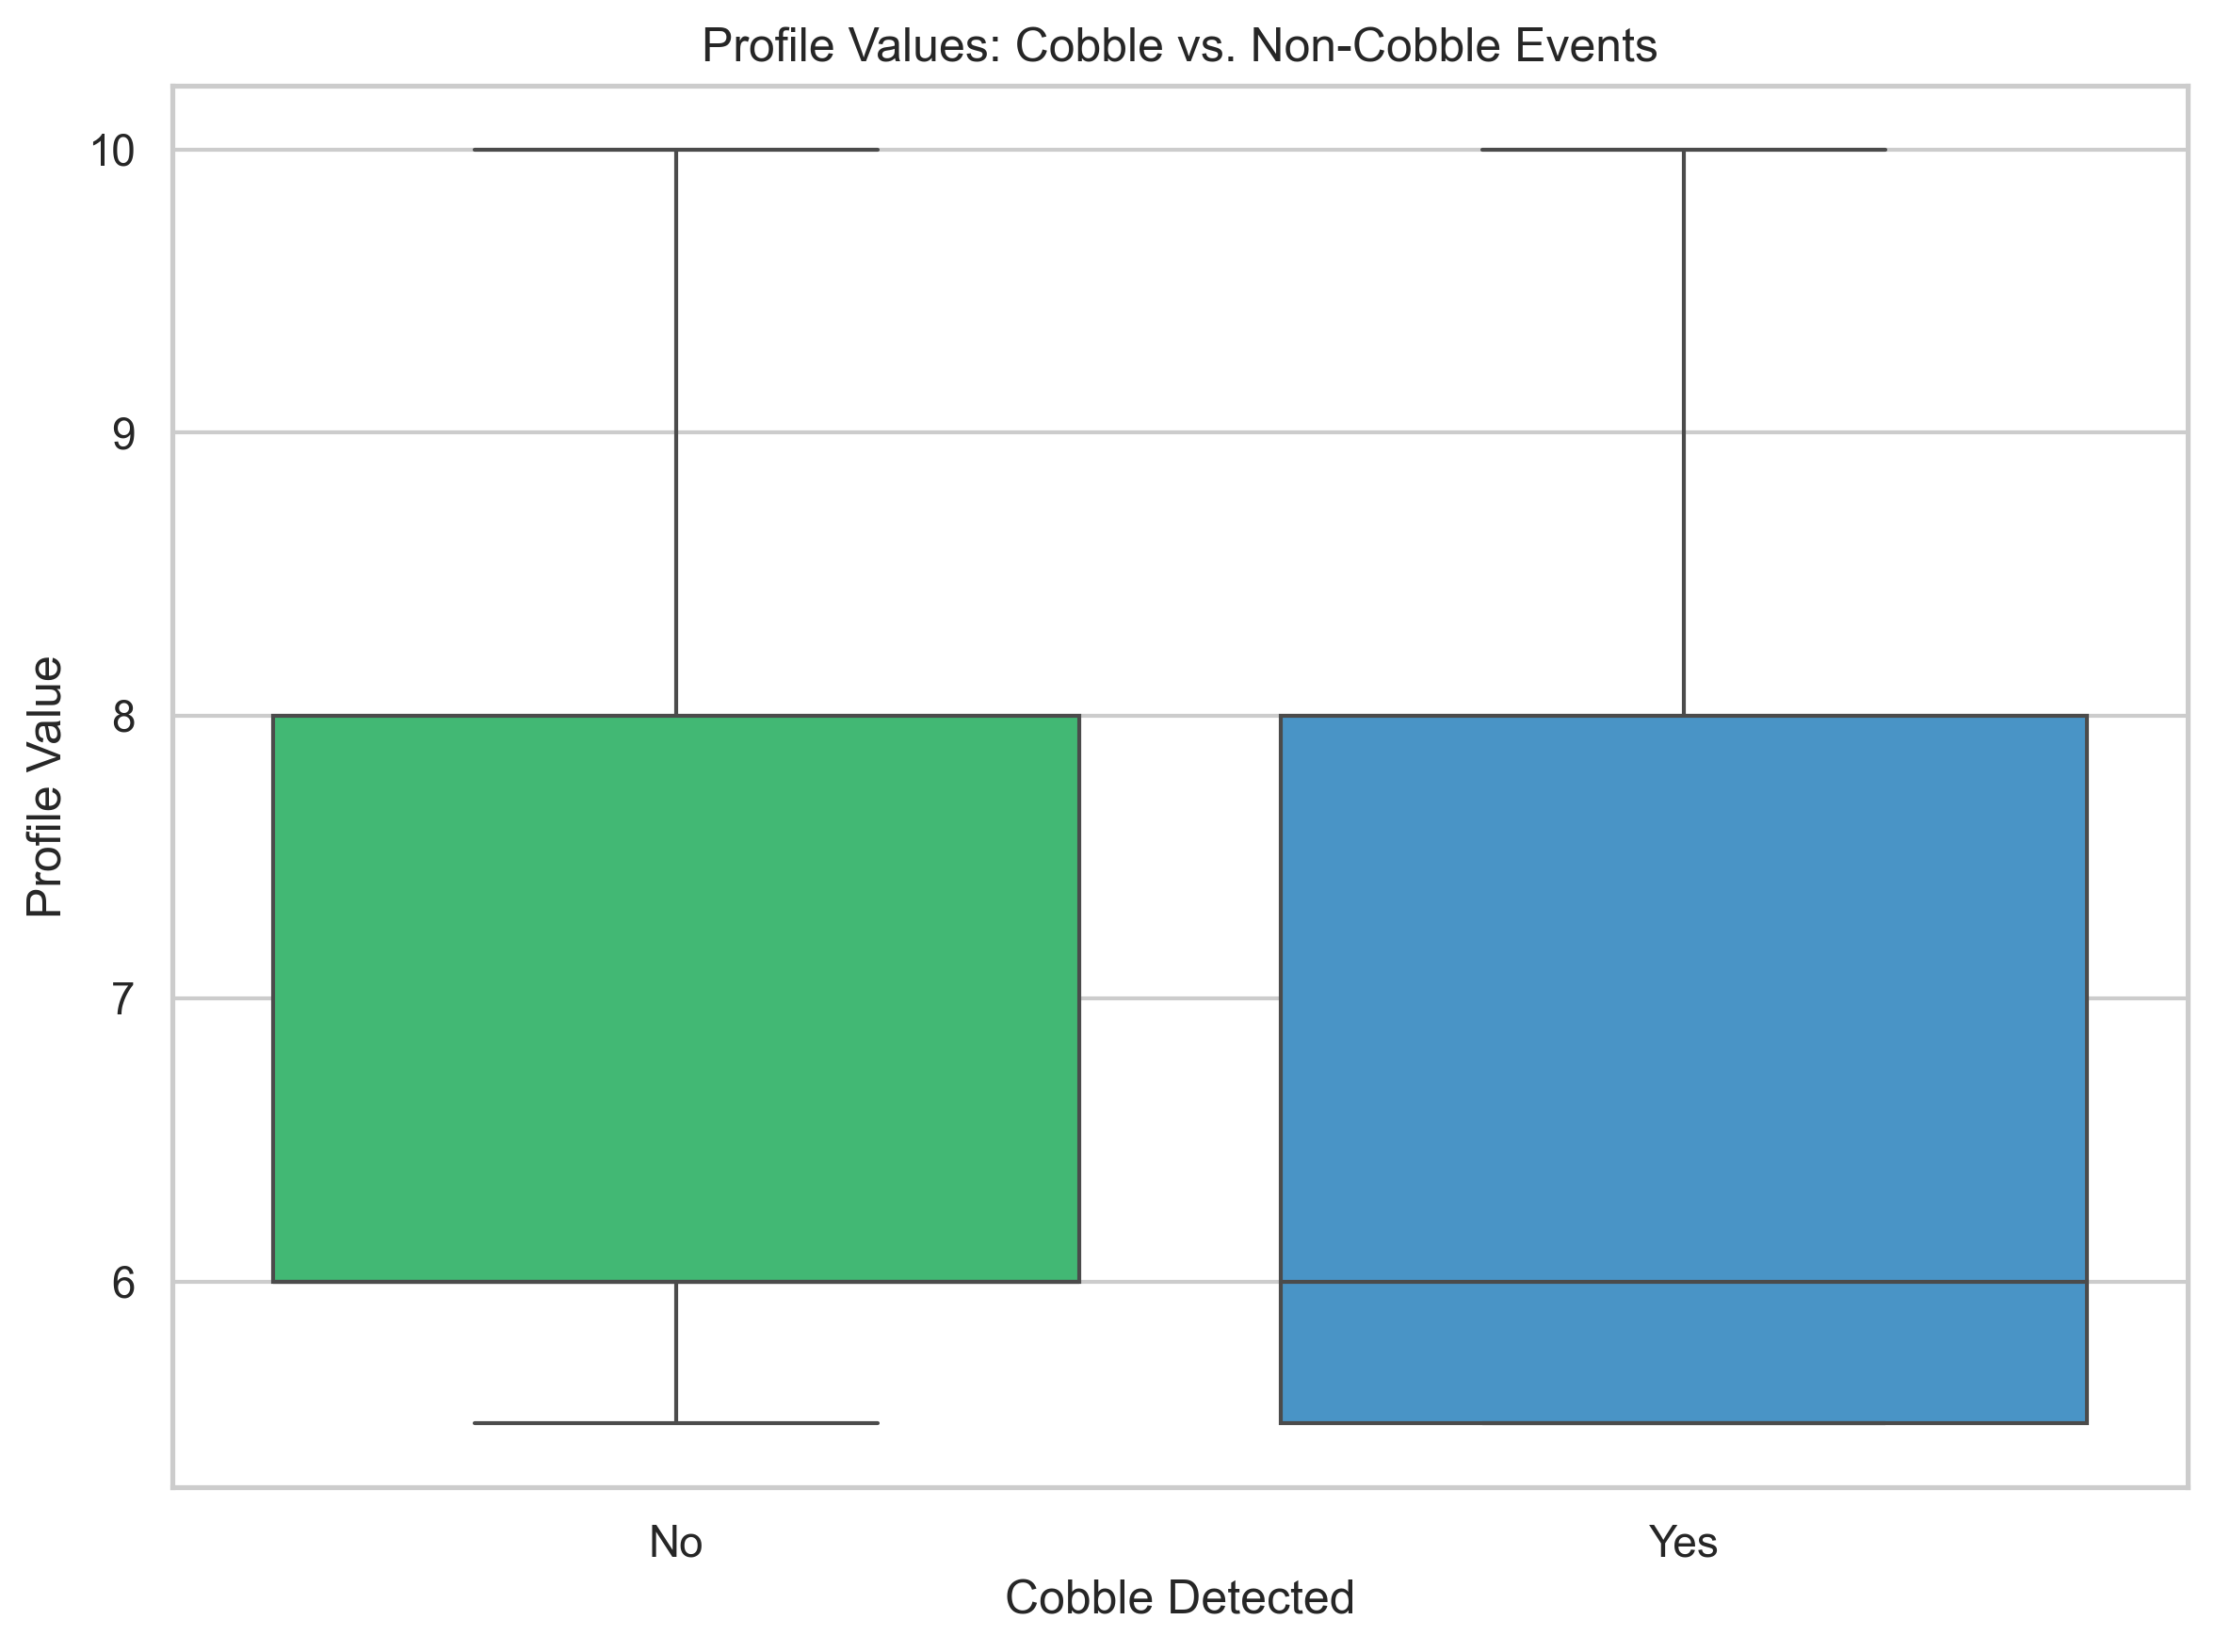 Profile Values: Cobble vs. Non-Cobble Events
10
9
8
7
6
Profile Value
No
Yes
Cobble Detected